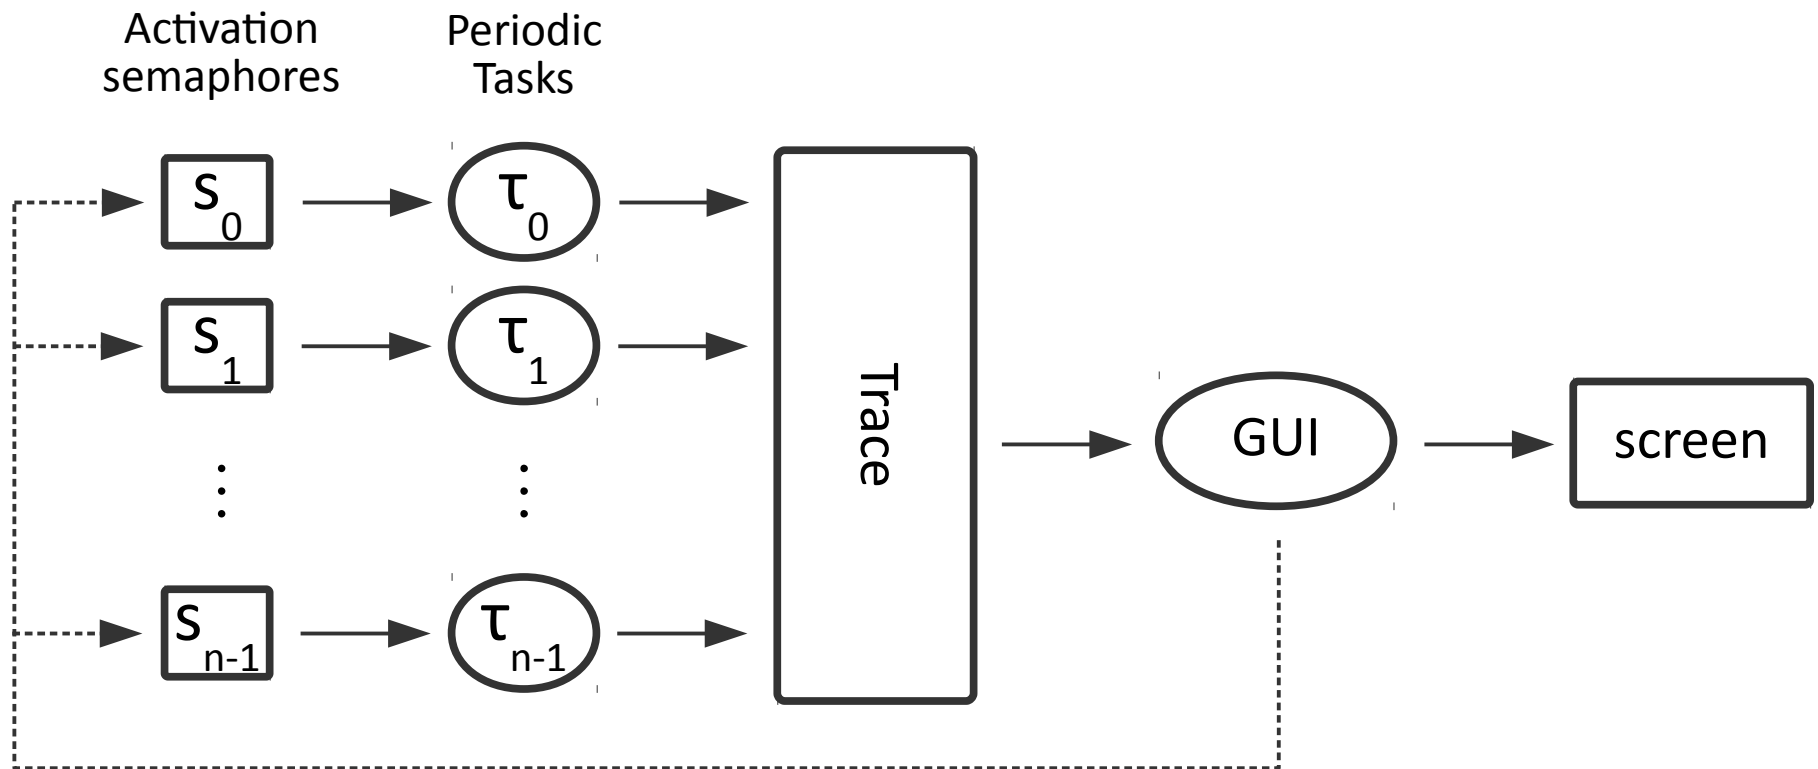 Activation
semaphores
Periodic
Tasks
s0
τ0
s1
τ1
⋮
⋮
sn-1
τn-1
Trace
GUI
screen